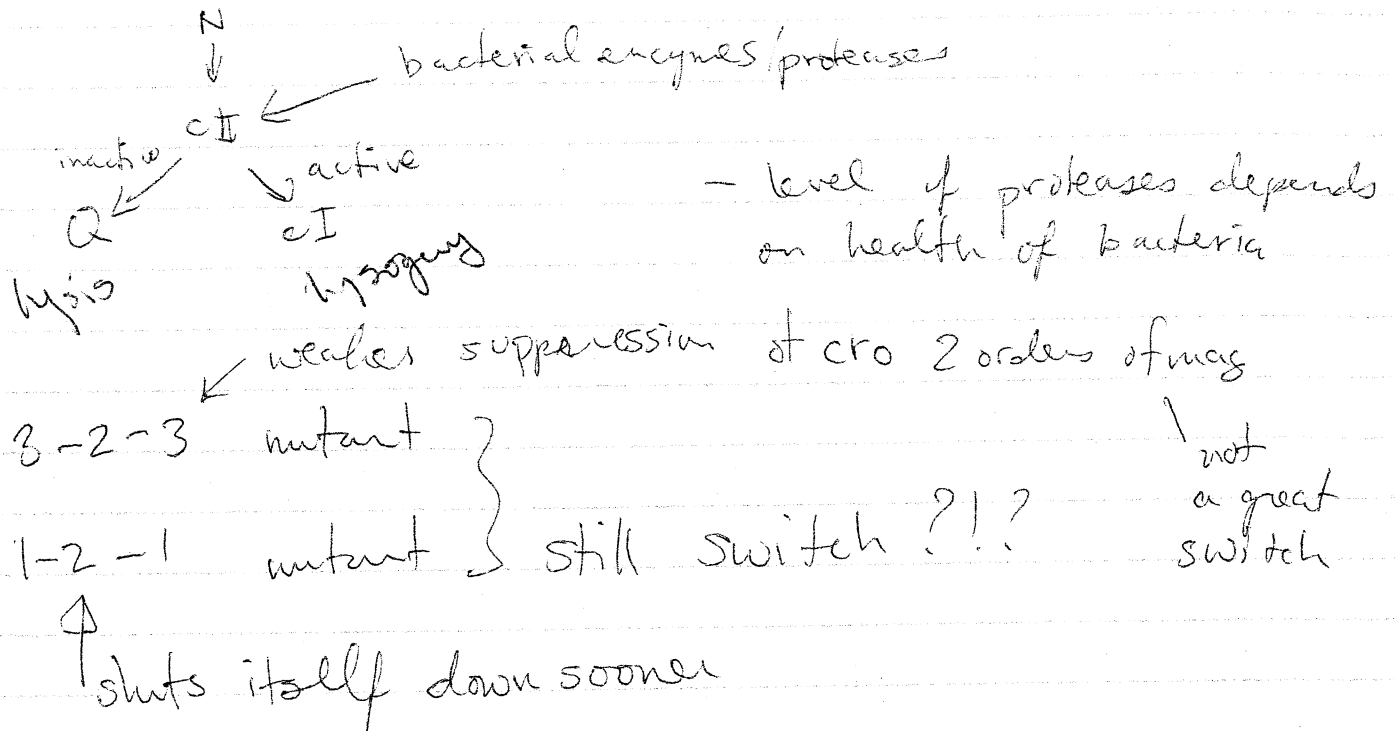 N
bacterial encymes/proteases
cII
inactive
active
- level of proteases depends
Q
cI
on health of bacteria
lysis
lysogeny
weaker suppression of cro 2 orders of mag
3-2-3 mutant
not
a great
1-2-1 mutant } still switch ?!?
switch
shuts itself down sooner